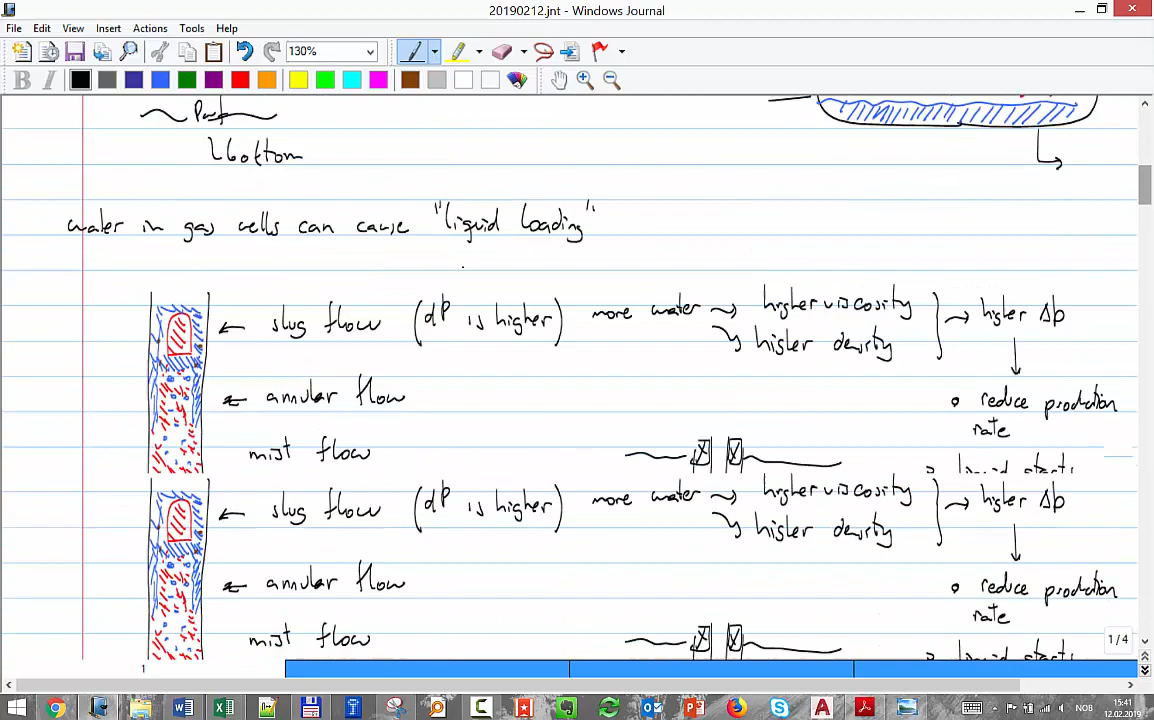 20190212.jnt - Windows Journal
File Edit View Insert Actions Tools Help
130%
bottom
water in gas wells can cause "liquid loading"
← slug flow (dP is higher) more water → higher viscosity } → higher Δp
higher density
← annular flow
• reduce production
rate
mist flow
← slug flow (dP is higher) more water → higher viscosity } → higher Δp
higher density
← annular flow
• reduce production
rate
mist flow
1 / 4
1
NOB
15:41
12.02.2019